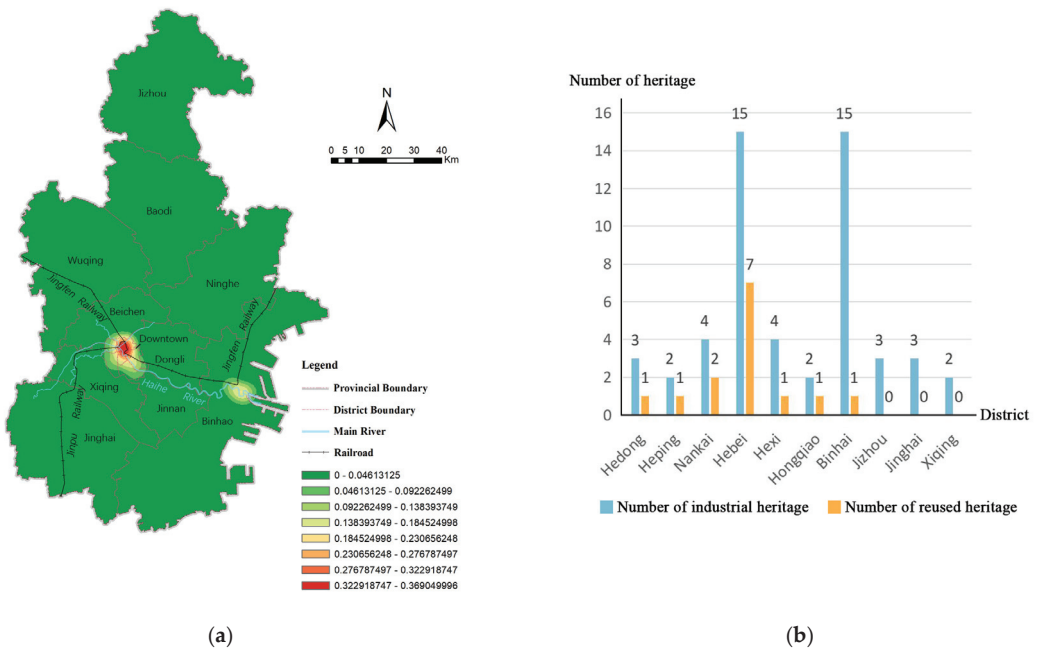 Jizhou
N
0 5 10 20 30 40
Km
Baodi
Wuqing
Ninghe
Jingfen Railway
Jingfen Railway
Beichen
Downtown
Dongli
Xiqing
Haihe River
Jinnan
Binhao
Jinpu Railway
Jinghai
Legend
Provincial Boundary
District Boundary
Main River
Railroad
0 - 0.04613125
0.04613125 - 0.092262499
0.092262499 - 0.138393749
0.138393749 - 0.184524998
0.184524998 - 0.230656248
0.230656248 - 0.276787497
0.276787497 - 0.322918747
0.322918747 - 0.369049996
(a)
Number of heritage
16
14
12
10
8
6
4
2
0
3 1
2 1
4 2
15 7
4 1
2 1
15 1
3 0
3 0
2 0
District
Hedong
Heping
Nankai
Hebei
Hexi
Hongqiao
Binhai
Jizhou
Jinghai
Xiqing
Number of industrial heritage
Number of reused heritage
(b)